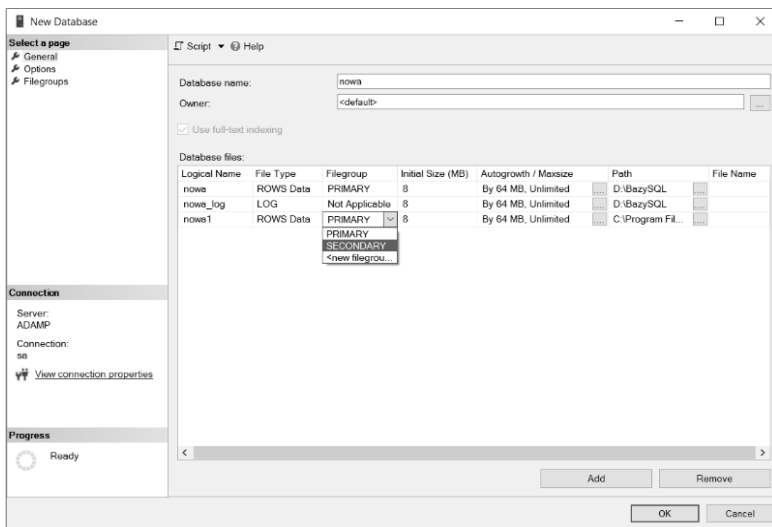 New Database
Select a page
General
Options
Filegroups
Script Help
Database name: nowa
Owner: <default> ...
Use full-text indexing
Database files:
Logical Name File Type Filegroup Initial Size (MB) Autogrowth / Maxsize Path File Name
nowa ROWS Data PRIMARY 8 By 64 MB, Unlimited ... D:\BazySQL ...
nowa_log LOG Not Applicable 8 By 64 MB, Unlimited ... D:\BazySQL ...
nowa1 ROWS Data PRIMARY 8 By 64 MB, Unlimited ... C:\Program Fil... ...
PRIMARY
SECONDARY
<new filegrou...
Connection
Server:
ADAMP
Connection:
sa
View connection properties
Progress
Ready
Add Remove
OK Cancel